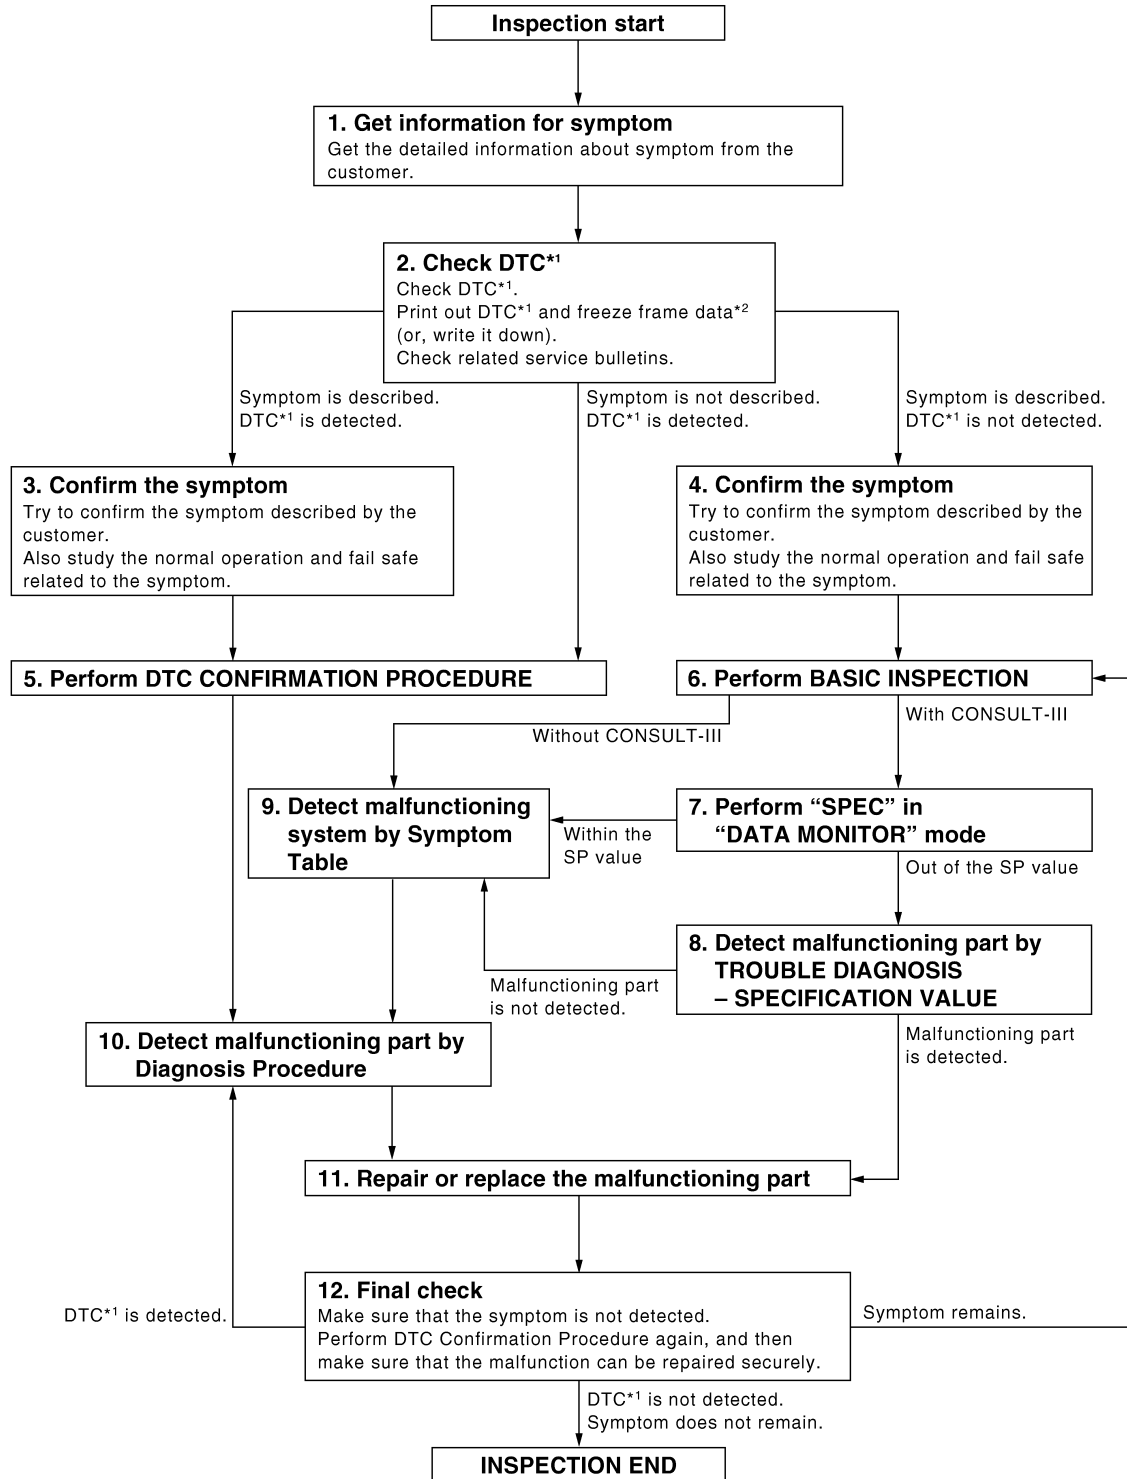 Inspection start
1. Get information for symptom
Get the detailed information about symptom from the
customer.
2. Check DTC*1
Check DTC*1.
Print out DTC*1 and freeze frame data*2
(or, write it down).
Check related service bulletins.
Symptom is described.
DTC*1 is detected.
Symptom is not described.
DTC*1 is detected.
Symptom is described.
DTC*1 is not detected.
3. Confirm the symptom
Try to confirm the symptom described by the
customer.
Also study the normal operation and fail safe
related to the symptom.
4. Confirm the symptom
Try to confirm the symptom described by the
customer.
Also study the normal operation and fail safe
related to the symptom.
5. Perform DTC CONFIRMATION PROCEDURE
6. Perform BASIC INSPECTION
Without CONSULT-III
With CONSULT-III
9. Detect malfunctioning
system by Symptom
Table
Within the
SP value
7. Perform “SPEC” in
“DATA MONITOR” mode
Out of the SP value
8. Detect malfunctioning part by
TROUBLE DIAGNOSIS
– SPECIFICATION VALUE
Malfunctioning part
is not detected.
Malfunctioning part
is detected.
10. Detect malfunctioning part by
Diagnosis Procedure
11. Repair or replace the malfunctioning part
12. Final check
Make sure that the symptom is not detected.
Perform DTC Confirmation Procedure again, and then
make sure that the malfunction can be repaired securely.
DTC*1 is detected.
Symptom remains.
DTC*1 is not detected.
Symptom does not remain.
INSPECTION END